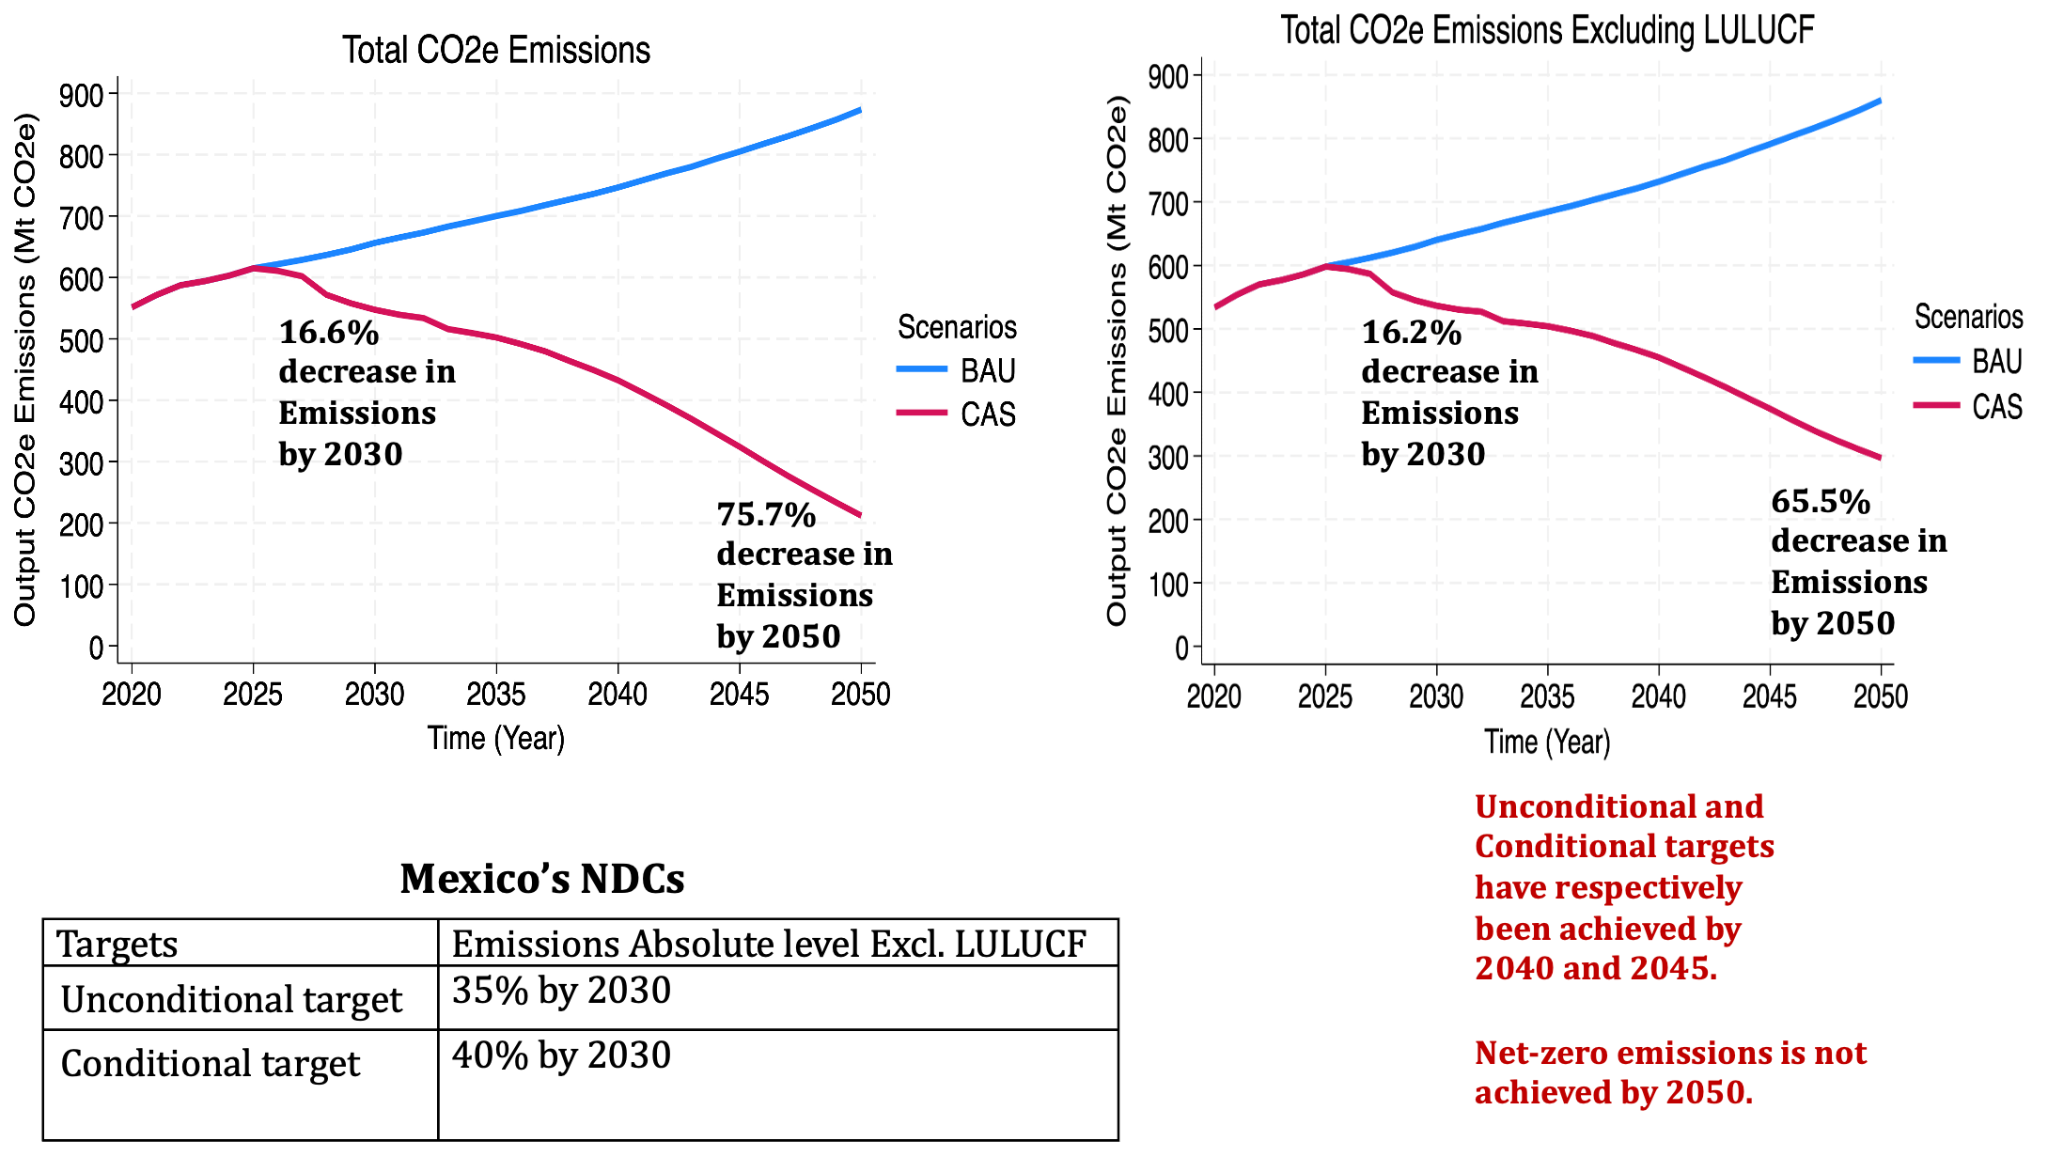 Total CO2e Emissions
Output CO2e Emissions (Mt CO2e)
900
800
700
600
500
400
300
200
100
0
2020 2025 2030 2035 2040 2045 2050
Time (Year)
16.6%
decrease in
Emissions
by 2030
75.7%
decrease in
Emissions
by 2050
Scenarios
BAU
CAS
Total CO2e Emissions Excluding LULUCF
Output CO2e Emissions (Mt CO2e)
900
800
700
600
500
400
300
200
100
0
2020 2025 2030 2035 2040 2045 2050
Time (Year)
16.2%
decrease in
Emissions
by 2030
65.5%
decrease in
Emissions
by 2050
Scenarios
BAU
CAS
Mexico’s NDCs
Targets Emissions Absolute level Excl. LULUCF
Unconditional target 35% by 2030
Conditional target 40% by 2030
Unconditional and
Conditional targets
have respectively
been achieved by
2040 and 2045.
Net-zero emissions is not
achieved by 2050.